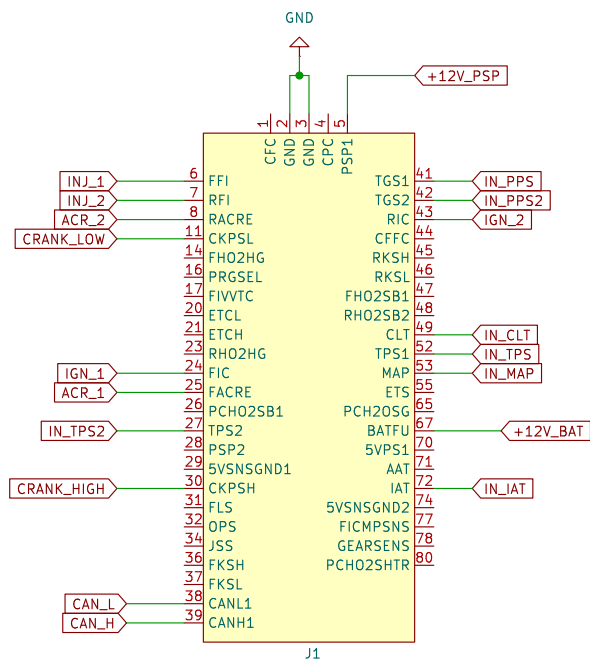 GND
+12V_PSP
1 2 3 4 5
CFC GND GND CPC PSP1
INJ_1 6 FFI TGS1 41 IN_PPS
INJ_2 7 RFI TGS2 42 IN_PPS2
ACR_2 8 RACRE RIC 43 IGN_2
CRANK_LOW 11 CKPSL CFFC 44
14 FHO2HG RKSH 45
16 PRGSEL RKSL 46
17 FIVVTC FHO2SB1 47
20 ETCL RHO2SB2 48
21 ETCH CLT 49 IN_CLT
23 RHO2HG TPS1 52 IN_TPS
IGN_1 24 FIC MAP 53 IN_MAP
ACR_1 25 FACRE ETS 55
26 PCHO2SB1 PCH2OSG 65
IN_TPS2 27 TPS2 BATFU 67 +12V_BAT
28 PSP2 5VPS1 70
29 5VSNSGND1 AAT 71
CRANK_HIGH 30 CKPSH IAT 72 IN_IAT
31 FLS 5VSNSGND2 74
32 OPS FICMPSNS 77
34 JSS GEARSENS 78
36 FKSH PCHO2SHTR 80
37 FKSL
CAN_L 38 CANL1
CAN_H 39 CANH1
J1